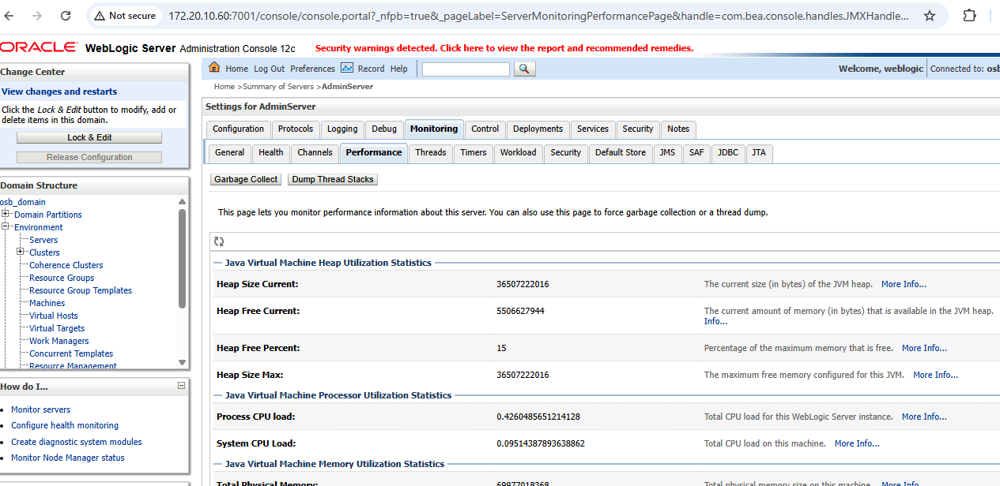 Not secure
172.20.10.60:7001/console/console.portal?_nfpb=true&_pageLabel=ServerMonitoringPerformancePage&handle=com.bea.console.handles.JMXHandle...
ORACLE WebLogic Server Administration Console 12c
Security warnings detected. Click here to view the report and recommended remedies.
Change Center
View changes and restarts
Click the Lock & Edit button to modify, add or
delete items in this domain.
Lock & Edit
Release Configuration
Domain Structure
osb_domain
Domain Partitions
Environment
Servers
Clusters
Coherence Clusters
Resource Groups
Resource Group Templates
Machines
Virtual Hosts
Virtual Targets
Work Managers
Concurrent Templates
Resource Management
How do I...
Monitor servers
Configure health monitoring
Create diagnostic system modules
Monitor Node Manager status
Home Log Out Preferences Record Help
Welcome, weblogic Connected to: osb
Home >Summary of Servers >AdminServer
Settings for AdminServer
Configuration Protocols Logging Debug Monitoring Control Deployments Services Security Notes
General Health Channels Performance Threads Timers Workload Security Default Store JMS SAF JDBC JTA
Garbage Collect Dump Thread Stacks
This page lets you monitor performance information about this server. You can also use this page to force garbage collection or a thread dump.
Java Virtual Machine Heap Utilization Statistics
Heap Size Current: 36507222016 The current size (in bytes) of the JVM heap. More Info...
Heap Free Current: 5506627944 The current amount of memory (in bytes) that is available in the JVM heap.
Info...
Heap Free Percent: 15 Percentage of the maximum memory that is free. More Info...
Heap Size Max: 36507222016 The maximum free memory configured for this JVM. More Info...
Java Virtual Machine Processor Utilization Statistics
Process CPU load: 0.4260485651214128 Total CPU load for this WebLogic Server instance. More Info...
System CPU Load: 0.09514387893638862 Total CPU load on this machine. More Info...
Java Virtual Machine Memory Utilization Statistics
Total Physical Memory: 69977018368 Total physical memory size on this machine. More Info...